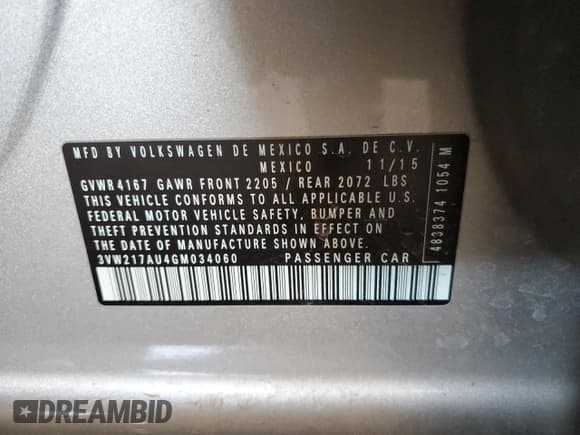 MFD BY VOLKSWAGEN DE MEXICO S.A. DE C.V.
MEXICO 11/15
GVWR 4167 GAWR FRONT 2205 / REAR 2072 LBS
THIS VEHICLE CONFORMS TO ALL APPLICABLE U.S.
FEDERAL MOTOR VEHICLE SAFETY, BUMPER AND
THEFT PREVENTION STANDARDS IN EFFECT ON
THE DATE OF MANUFACTURE SHOWN ABOVE.
3VW217AU4GM034060 PASSENGER CAR
4838374 1054 M
DREAMBID